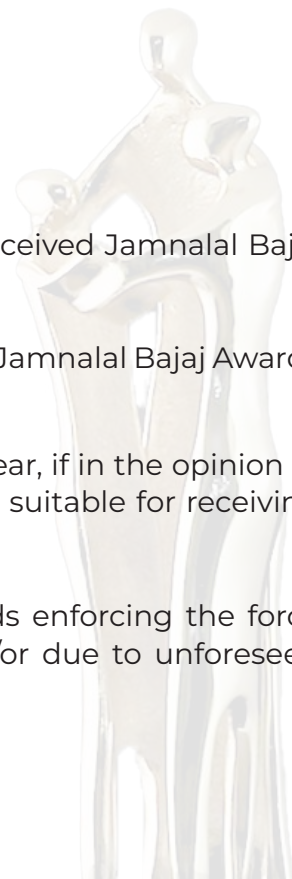 ceived Jamnalal Baj
Jamnalal Bajaj Award
ear, if in the opinion
suitable for receivin
ds enforcing the forc
/or due to unforesee